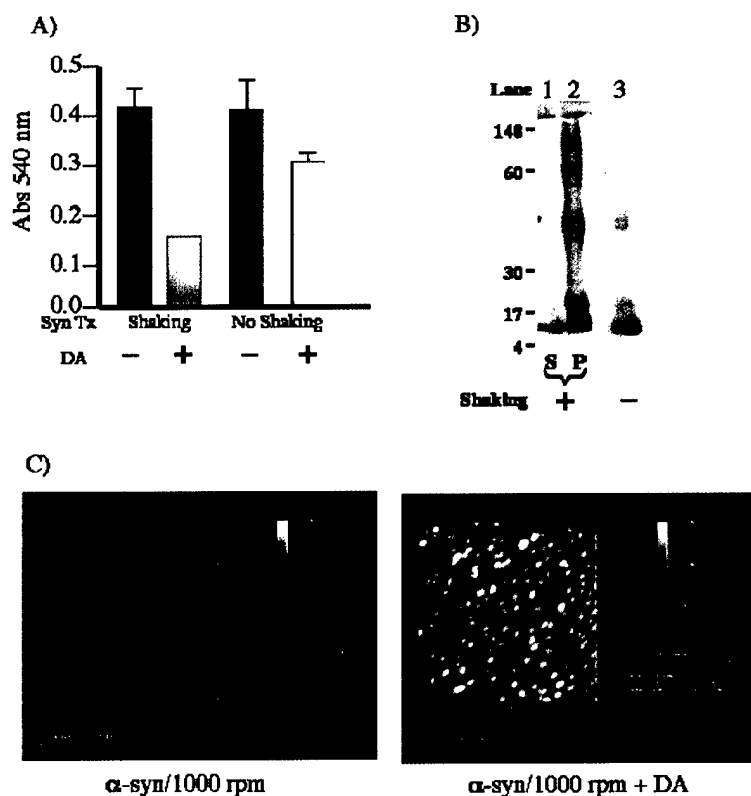 A)
0.5
0.4
0.3
0.2
0.1
0.0
Abs 540 nm
Syn Tx Shaking No Shaking
DA − + − +
B)
Lane 1 2 3
148
60
30
17
4
S P
Shaking + −
C)
α-syn/1000 rpm
α-syn/1000 rpm + DA